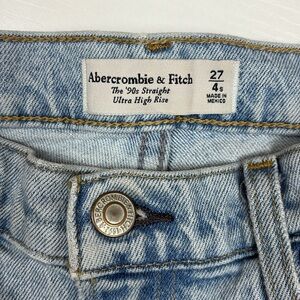 Abercrombie & Fitch
The '90s Straight
Ultra High Rise
27
4s
MADE IN
MEXICO
ABERCROMBIE